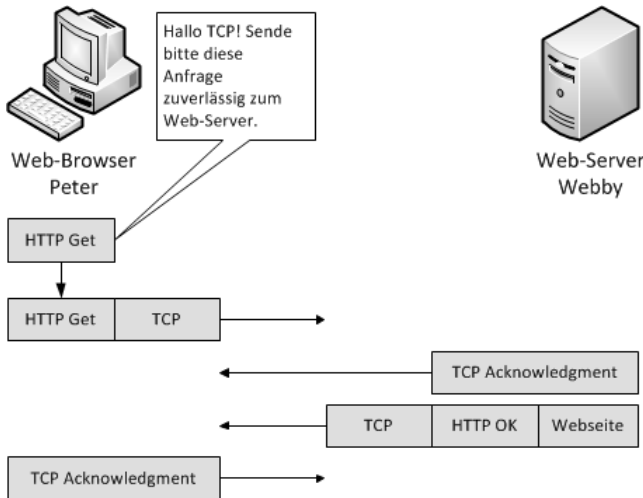 Hallo TCP! Sende
bitte diese
Anfrage
zuverlässig zum
Web-Server.
Web-Browser
Peter
Web-Server
Webby
HTTP Get
HTTP Get
TCP
TCP Acknowledgment
TCP
HTTP OK
Webseite
TCP Acknowledgment